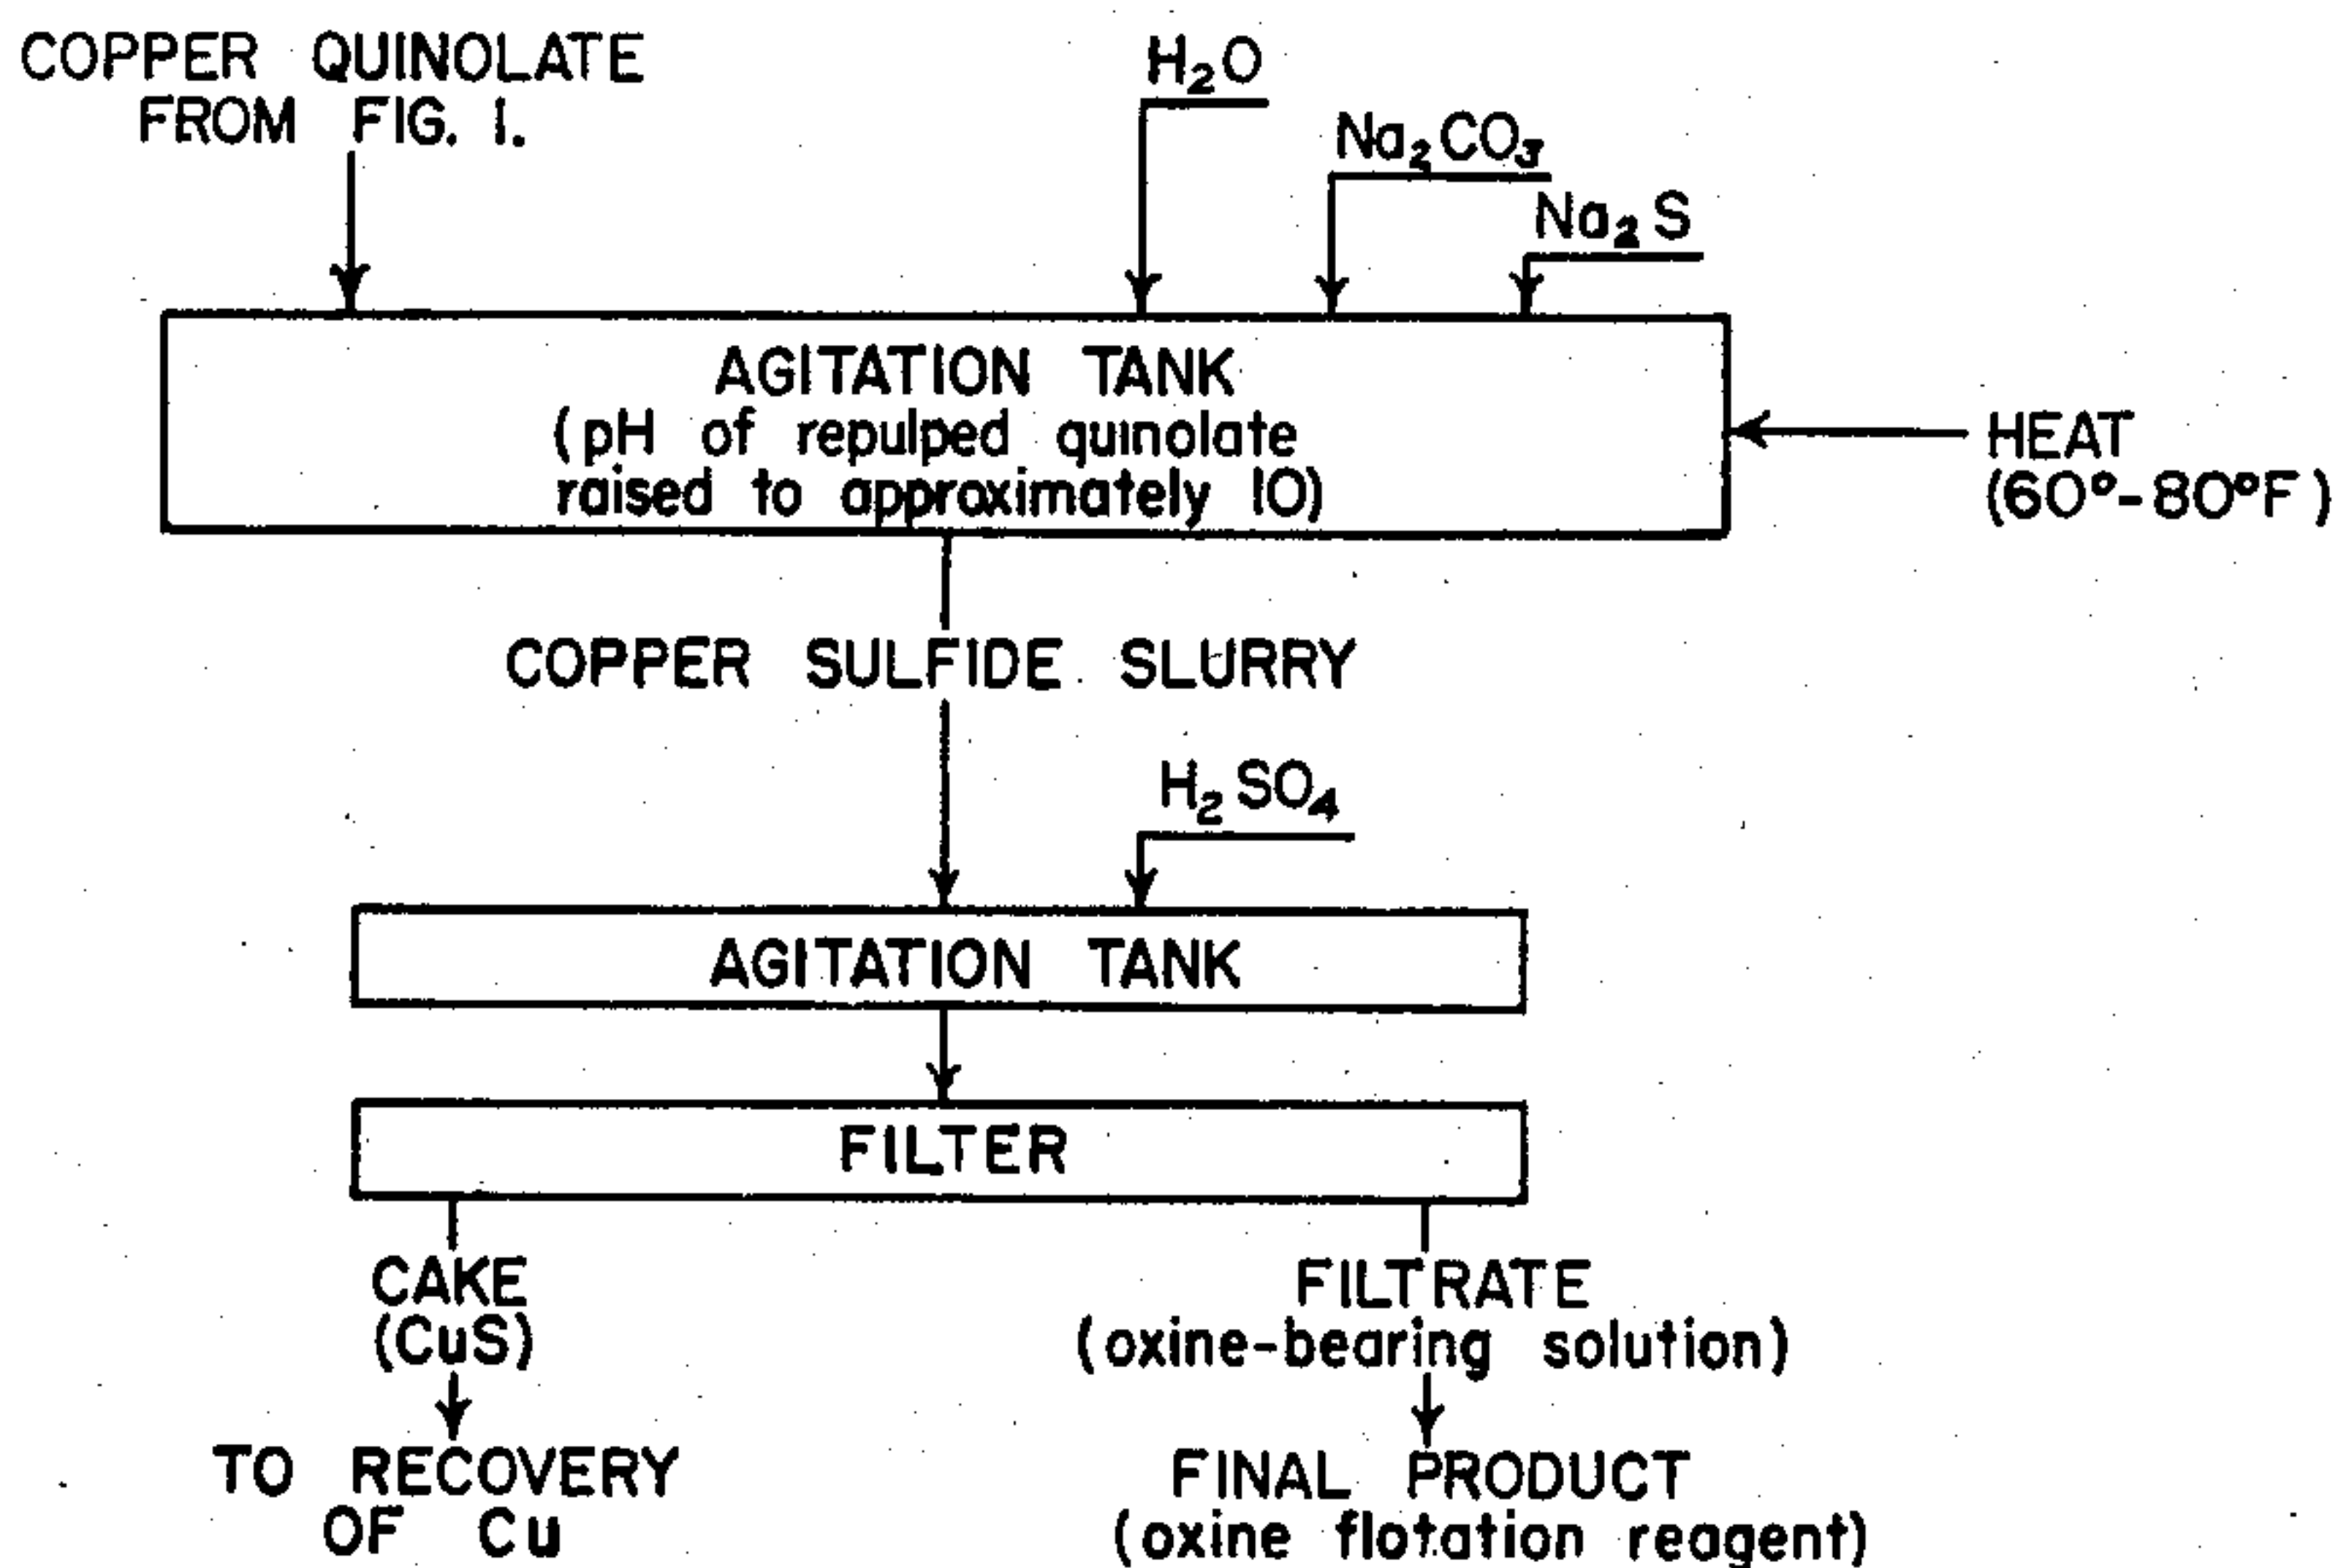 COPPER QUINOLATE
FROM FIG. 1.
H₂O
Na₂CO₃
Na₂S
AGITATION TANK
(pH of repulped quinolate
raised to approximately 10)
HEAT
(60°-80°F)
COPPER SULFIDE SLURRY
H₂SO₄
AGITATION TANK
FILTER
CAKE
(CuS)
TO RECOVERY
OF Cu
FILTRATE
(oxine-bearing solution)
FINAL PRODUCT
(oxine flotation reagent)